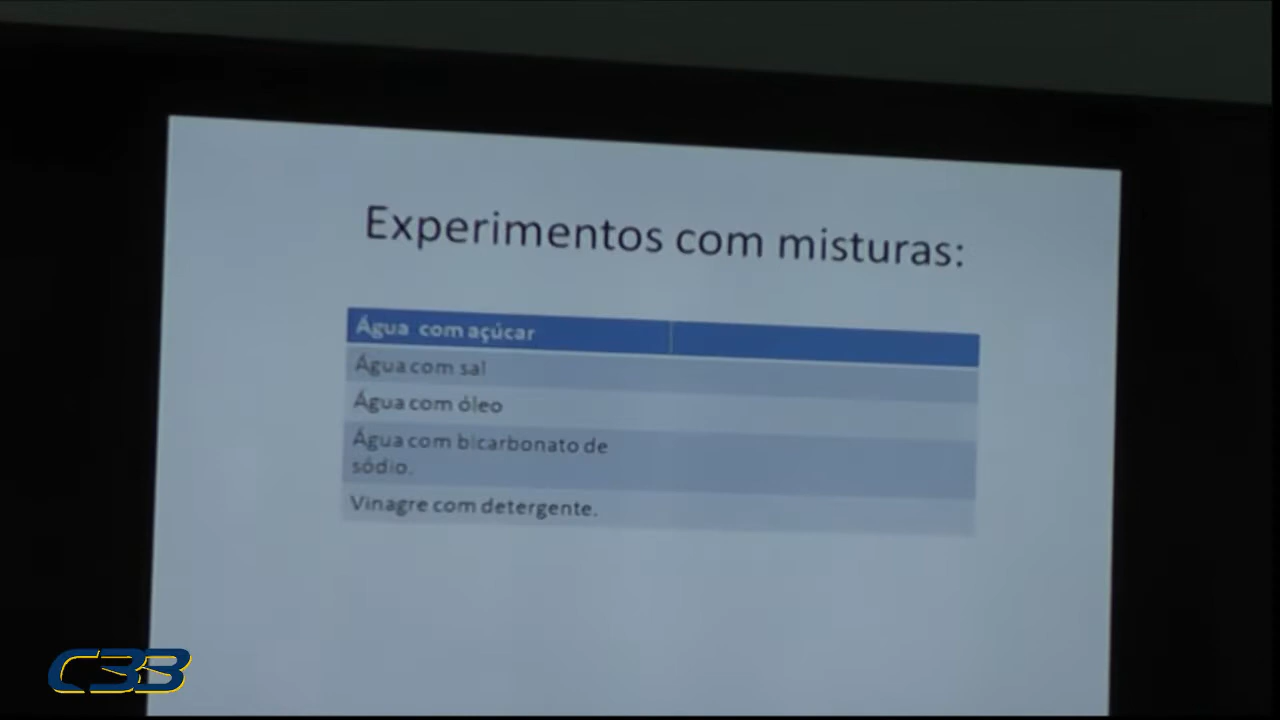 Experimentos com misturas:
Água com açúcar
Água com sal
Água com óleo
Água com bicarbonato de
sódio.
Vinagre com detergente.
CBB